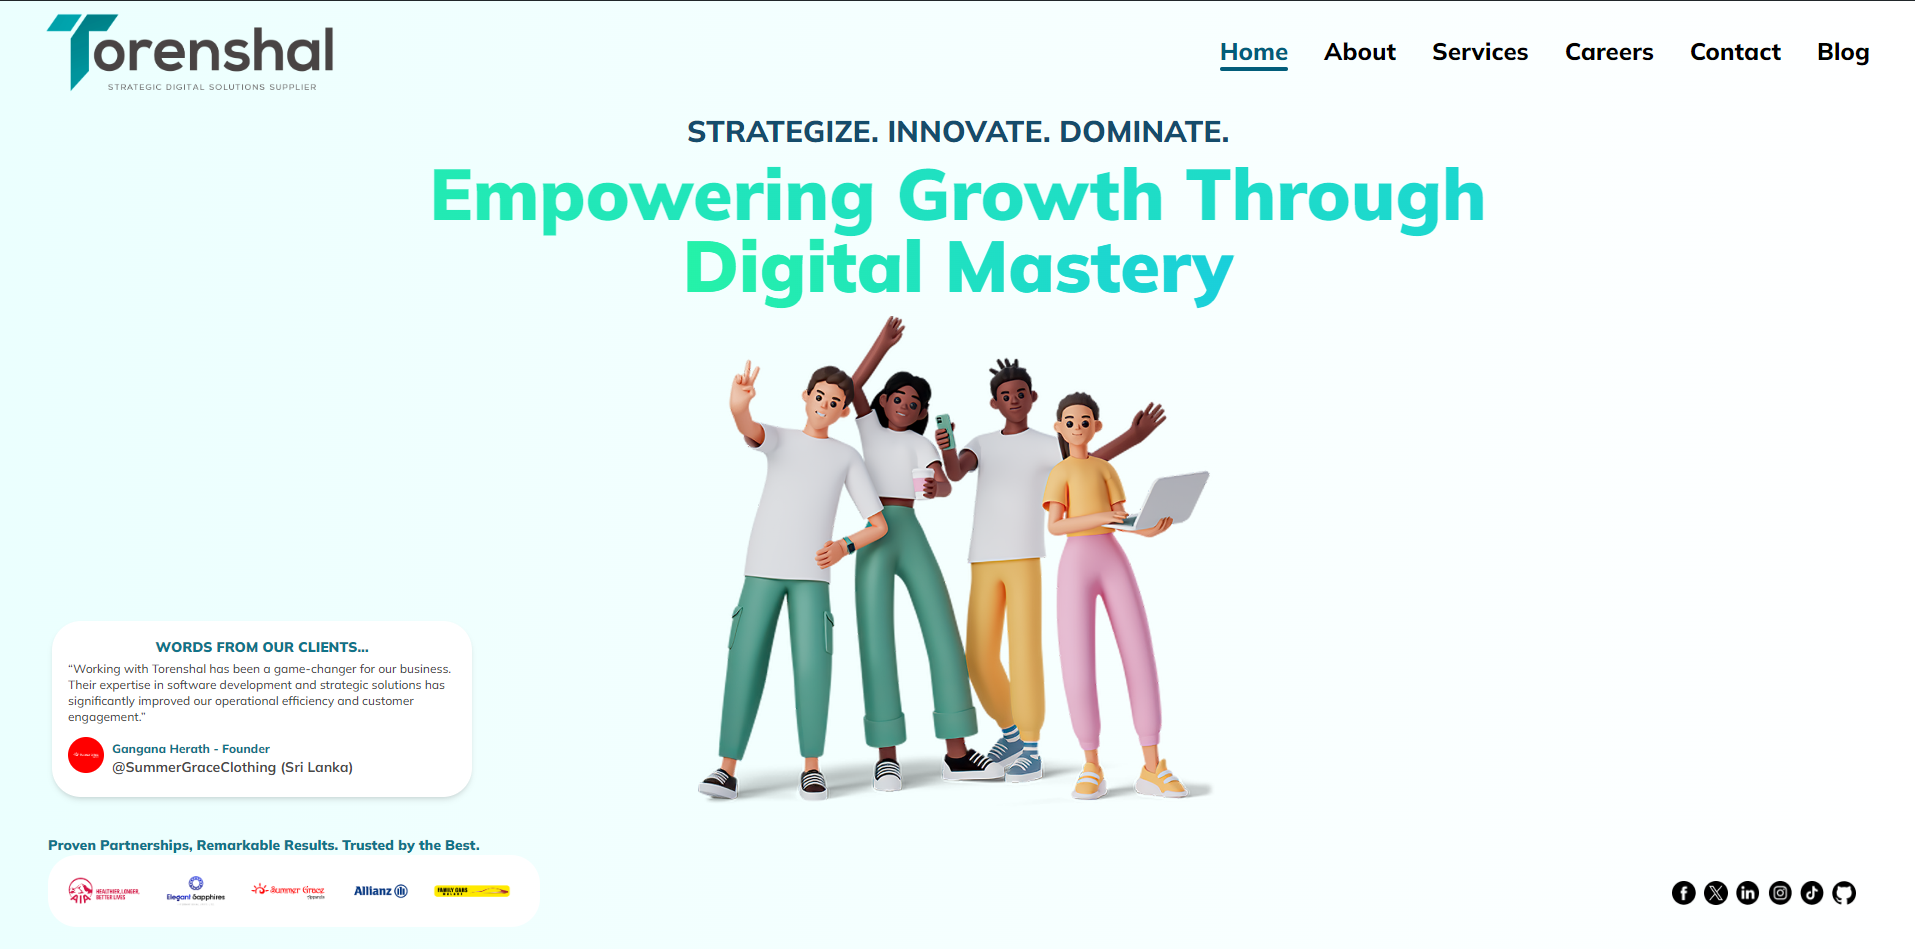 Torenshal
STRATEGIC DIGITAL SOLUTIONS SUPPLIER
Home About Services Careers Contact Blog
STRATEGIZE. INNOVATE. DOMINATE.
Empowering Growth Through
Digital Mastery
WORDS FROM OUR CLIENTS...
“Working with Torenshal has been a game-changer for our business.
Their expertise in software development and strategic solutions has
significantly improved our operational efficiency and customer
engagement.”
Gangana Herath - Founder
@SummerGraceClothing (Sri Lanka)
Proven Partnerships, Remarkable Results. Trusted by the Best.
AIA HEALTHIER, LONGER,
BETTER LIVES
Elegant Sapphires
Summer Grace
Apparels
Allianz
FAMILY CABS